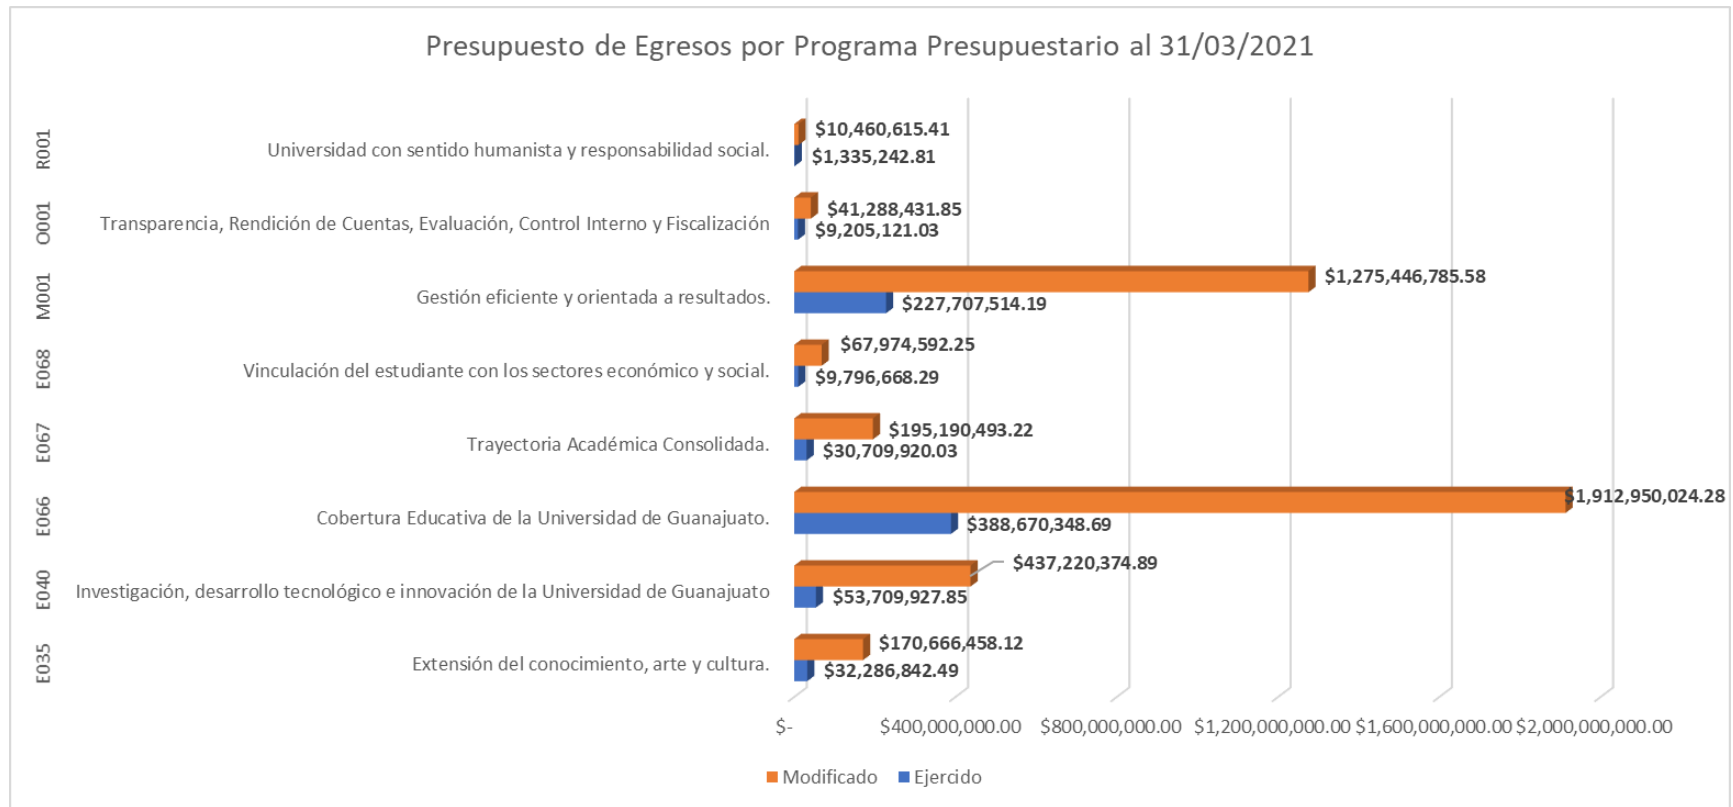 Presupuesto de Egresos por Programa Presupuestario al 31/03/2021
R001
Universidad con sentido humanista y responsabilidad social.
$10,460,615.41
$1,335,242.81
O001
Transparencia, Rendición de Cuentas, Evaluación, Control Interno y Fiscalización
$41,288,431.85
$9,205,121.03
M001
Gestión eficiente y orientada a resultados.
$1,275,446,785.58
$227,707,514.19
E068
Vinculación del estudiante con los sectores económico y social.
$67,974,592.25
$9,796,668.29
E067
Trayectoria Académica Consolidada.
$195,190,493.22
$30,709,920.03
E066
Cobertura Educativa de la Universidad de Guanajuato.
$1,912,950,024.28
$388,670,348.69
E040
Investigación, desarrollo tecnológico e innovación de la Universidad de Guanajuato
$437,220,374.89
$53,709,927.85
E035
Extensión del conocimiento, arte y cultura.
$170,666,458.12
$32,286,842.49
$- $400,000,000.00 $800,000,000.00 $1,200,000,000.00 $1,600,000,000.00 $2,000,000,000.00
Modificado Ejercido